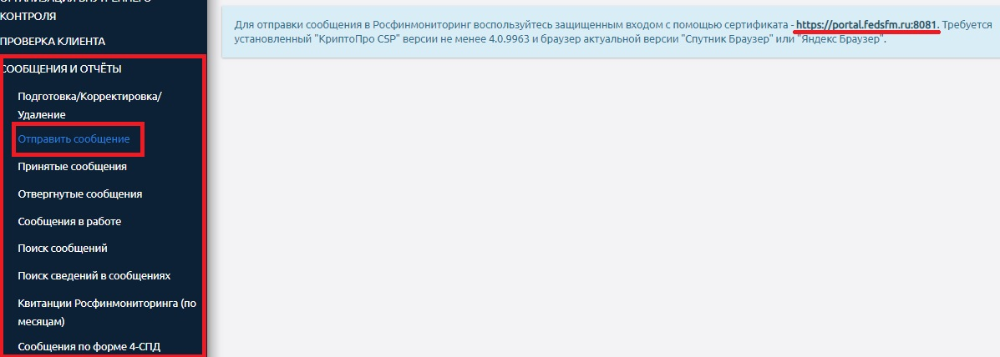 КОНТРОЛЯ
ПРОВЕРКА КЛИЕНТА
СООБЩЕНИЯ И ОТЧЁТЫ
Подготовка/Корректировка/
Удаление
Отправить сообщение
Принятые сообщения
Отвергнутые сообщения
Сообщения в работе
Поиск сообщений
Поиск сведений в сообщениях
Квитанции Росфинмониторинга (по
месяцам)
Сообщения по форме 4-СПД
Для отправки сообщения в Росфинмониторинг воспользуйтесь защищенным входом с помощью сертификата - https://portal.fedsfm.ru:8081. Требуется
установленный "КриптоПро CSP" версии не менее 4.0.9963 и браузер актуальной версии "Спутник Браузер" или "Яндекс Браузер".